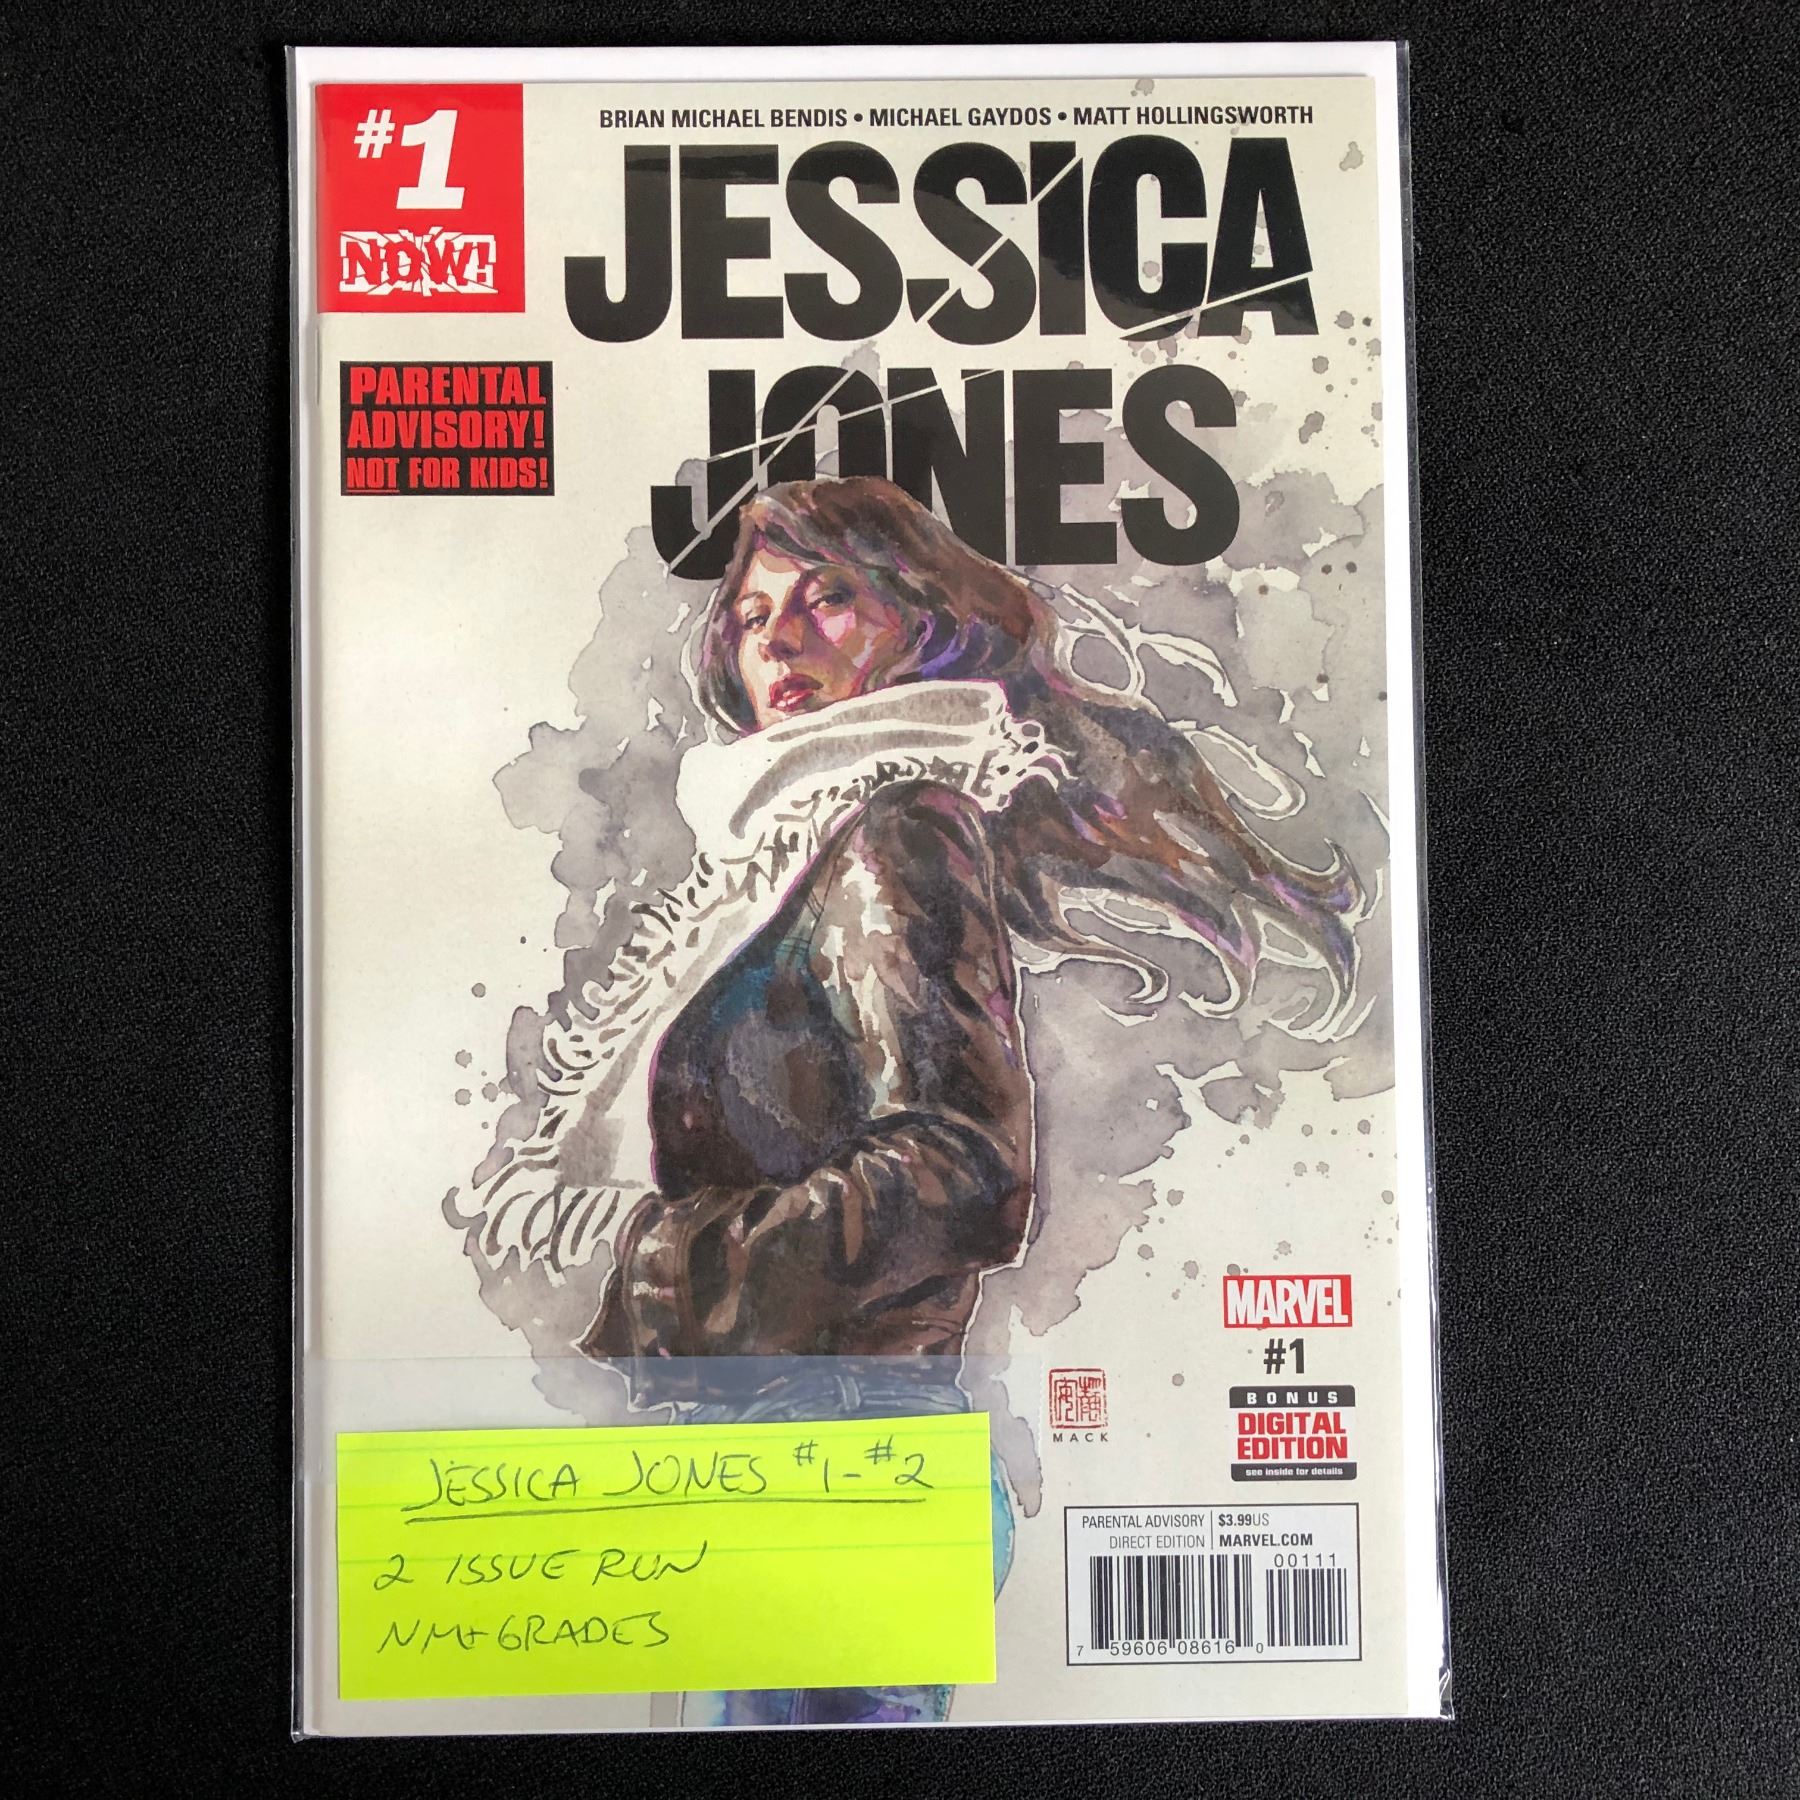 #1
NOW!
BRIAN MICHAEL BENDIS • MICHAEL GAYDOS • MATT HOLLINGSWORTH
JESSICA
JONES
PARENTAL
ADVISORY!
NOT FOR KIDS!
MARVEL
#1
BONUS
DIGITAL
EDITION
see inside for details
MACK
JESSICA JONES #1-#2
2 ISSUE RUN
NM+ GRADES
PARENTAL ADVISORY $3.99US
DIRECT EDITION MARVEL.COM
00111
7 59606 08616 0